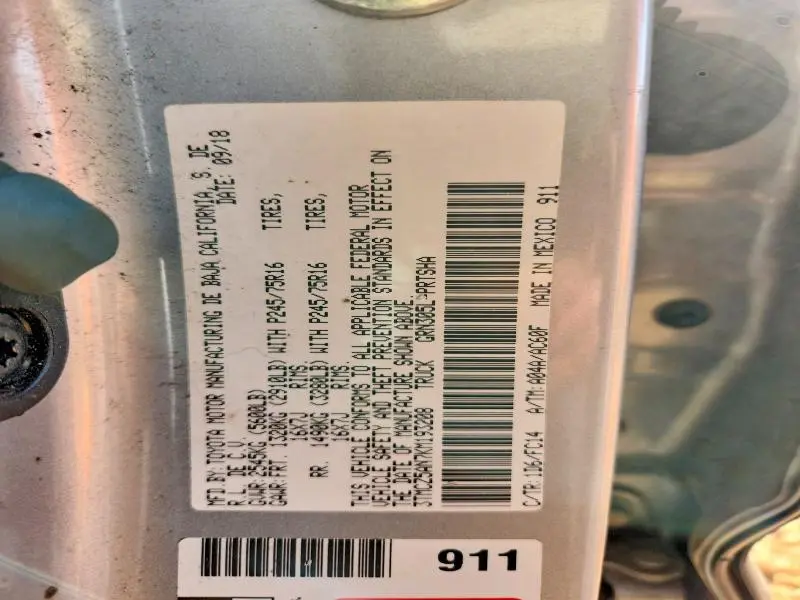 MFD.BY: TOYOTA MOTOR MANUFACTURING DE BAJA CALIFORNIA, S. DE
R.L. DE C.V. DATE: 09/18
GVWR: 2545KG (5600LB)
GAWR: FRT. 1320KG (2910LB) WITH P245/75R16 TIRES,
16X7J RIMS
RR. 1490KG (3280LB) WITH P245/75R16 TIRES,
16X7J RIMS
THIS VEHICLE CONFORMS TO ALL APPLICABLE FEDERAL MOTOR
VEHICLE SAFETY AND THEFT PREVENTION STANDARDS IN EFFECT ON
THE DATE OF MANUFACTURE SHOWN ABOVE.
TRUCK
C/TR: 1D6/FC14 A/TM: A04A/AC60F MADE IN MEXICO 911
911